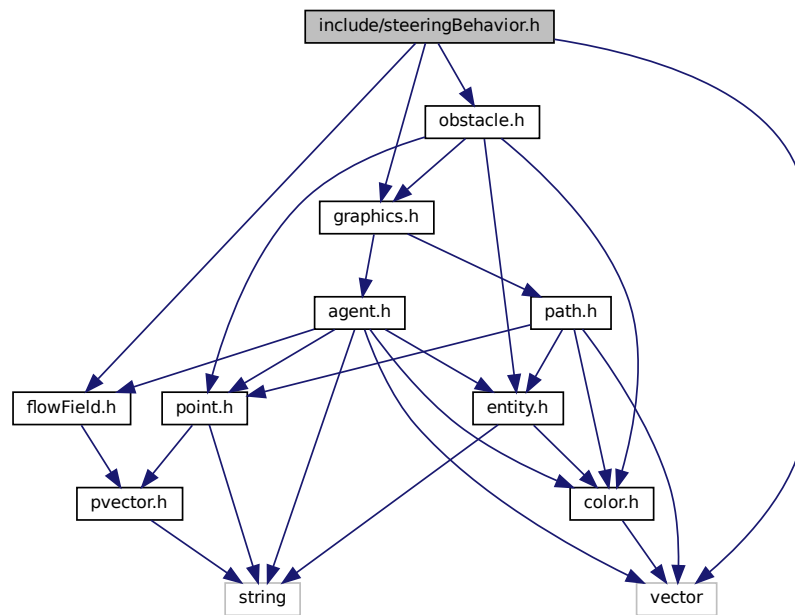 include/steeringBehavior.h
obstacle.h
graphics.h
agent.h
path.h
flowField.h
point.h
entity.h
pvector.h
color.h
string
vector